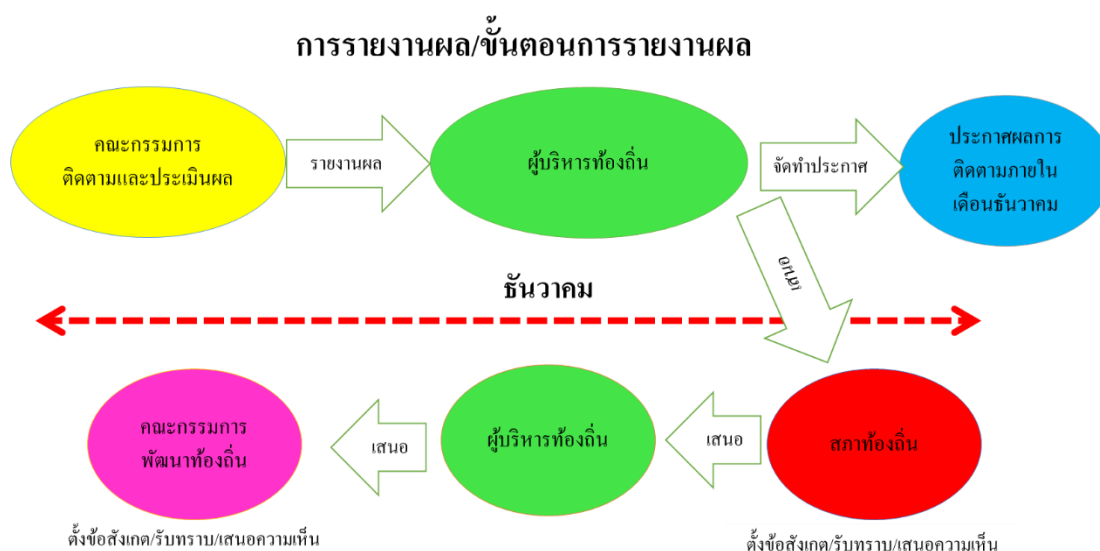 การรายงานผล/ขั้นตอนการรายงานผล
คณะกรรมการ
ติดตามและประเมินผล
รายงานผล
ผู้บริหารท้องถิ่น
จัดทำประกาศ
ประกาศผลการ
ติดตามภายใน
เดือนธันวาคม
เสนอ
ธันวาคม
คณะกรรมการ
พัฒนาท้องถิ่น
เสนอ
ผู้บริหารท้องถิ่น
เสนอ
สภาท้องถิ่น
ตั้งข้อสังเกต/รับทราบ/เสนอความเห็น
ตั้งข้อสังเกต/รับทราบ/เสนอความเห็น